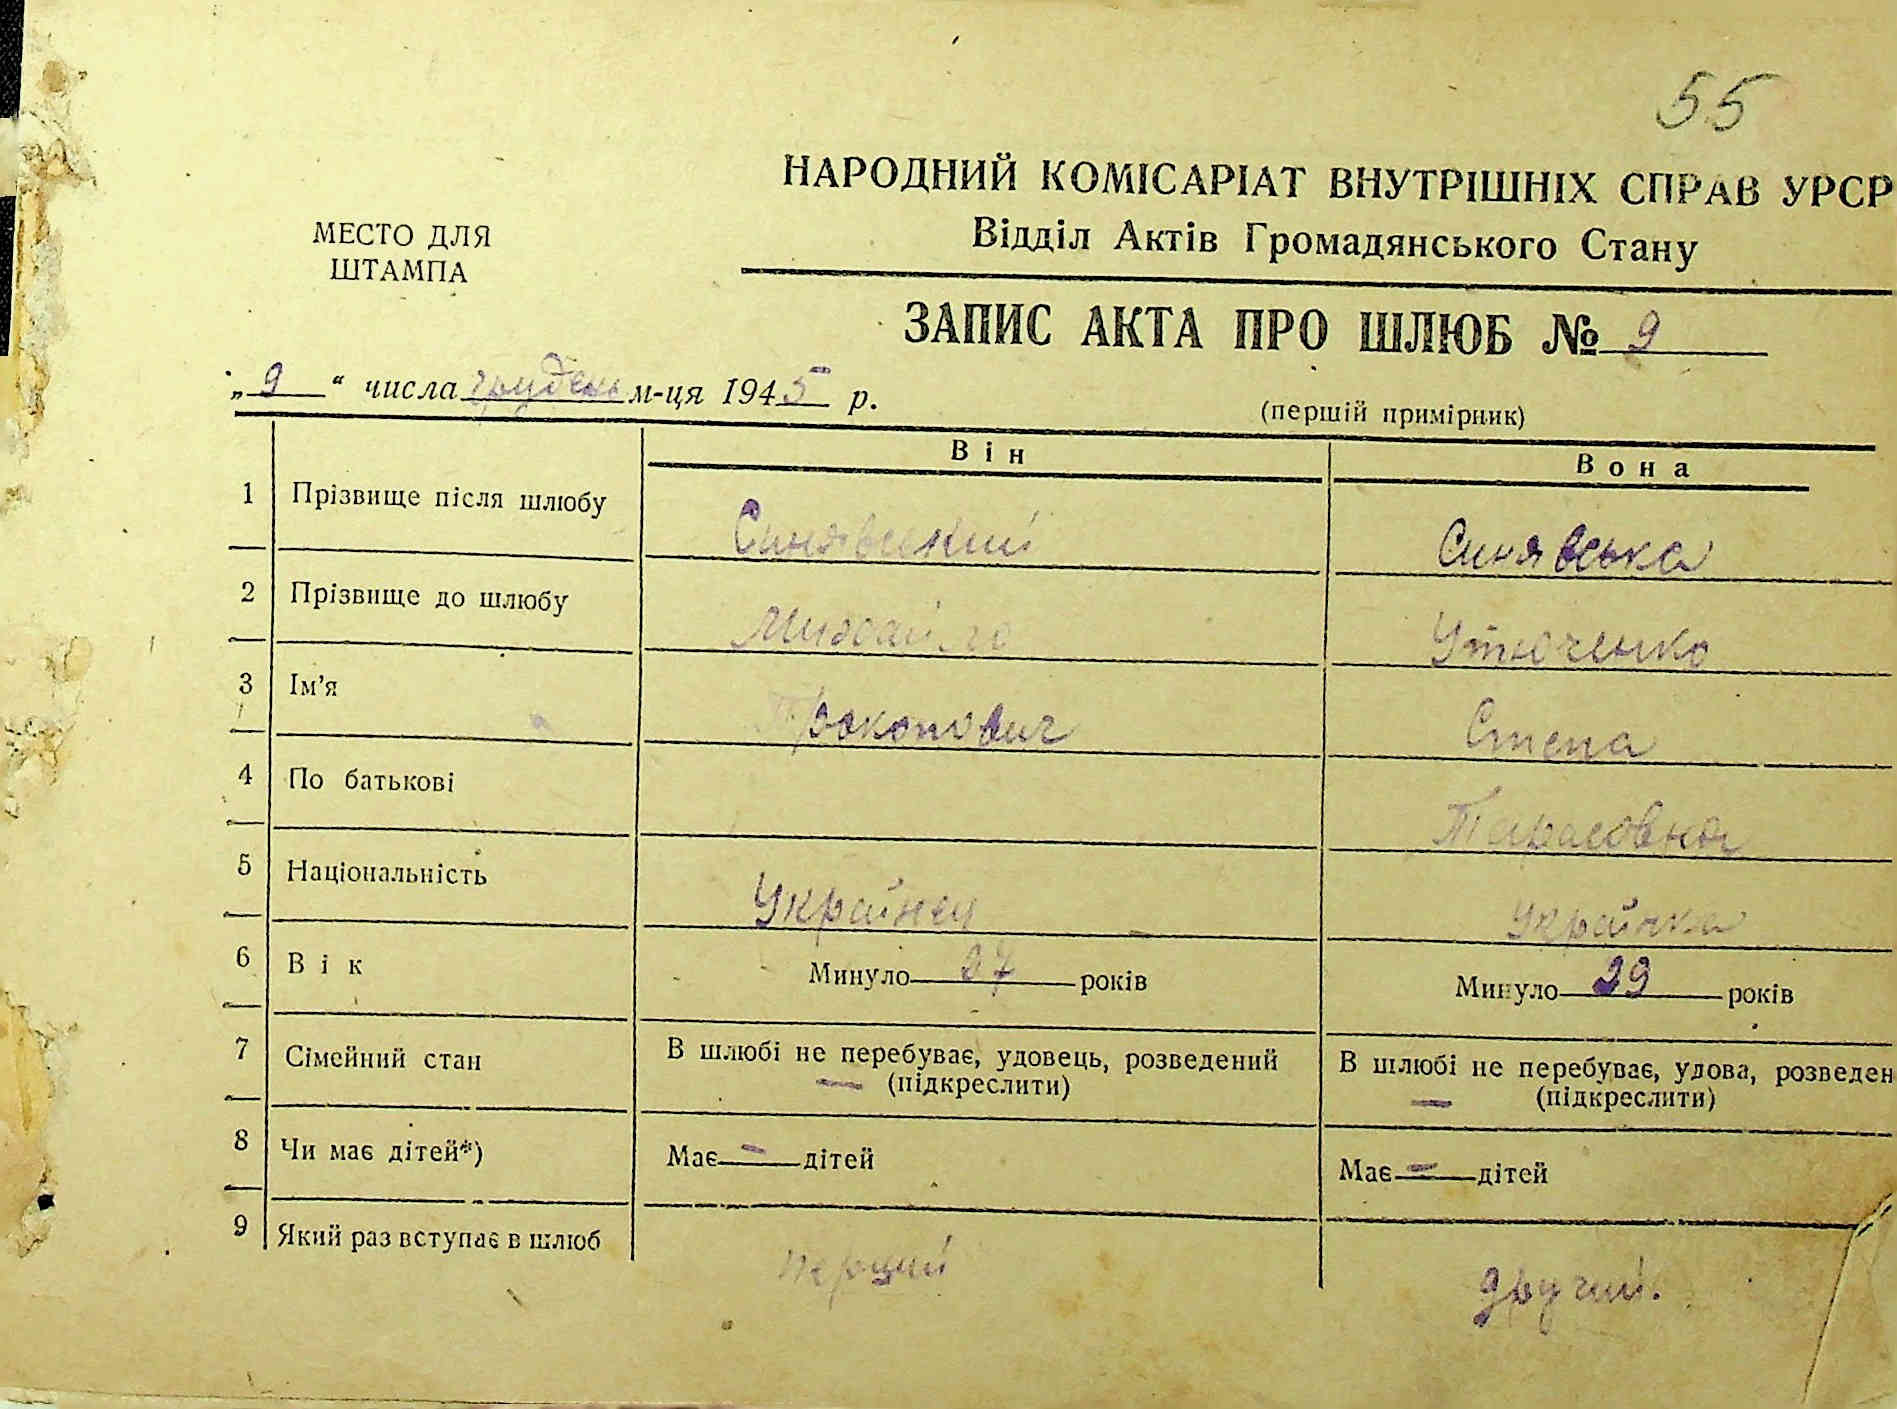 55
НАРОДНИЙ КОМІСАРІАТ ВНУТРІШНІХ СПРАВ УРСР
Відділ Актів Громадянського Стану
МЕСТО ДЛЯ
ШТАМПА
ЗАПИС АКТА ПРО ШЛЮБ № 9
„9“ числа грудень м-ця 1945 р.
(першій примірник)
Він
Вона
1 Прізвище після шлюбу Синявський Синявська
2 Прізвище до шлюбу Михайло Утюченко
3 Ім'я Прокопович Степа
4 По батькові Тарасовна
5 Національність Українец Українка
6 Вік Минуло 27 років Минуло 29 років
7 Сімейний стан В шлюбі не перебуває, удовець, розведений В шлюбі не перебуває, удова, розведен
— (підкреслити) — (підкреслити)
8 Чи має дітей*) Має — дітей Має — дітей
9 Який раз вступає в шлюб перший другий.